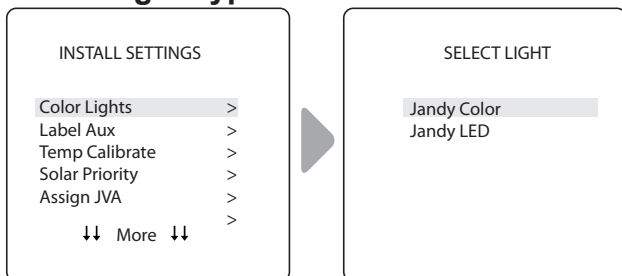 INSTALL SETTINGS
Color Lights >
Label Aux >
Temp Calibrate >
Solar Priority >
Assign JVA >
>
↓↓ More ↓↓
SELECT LIGHT
Jandy Color
Jandy LED